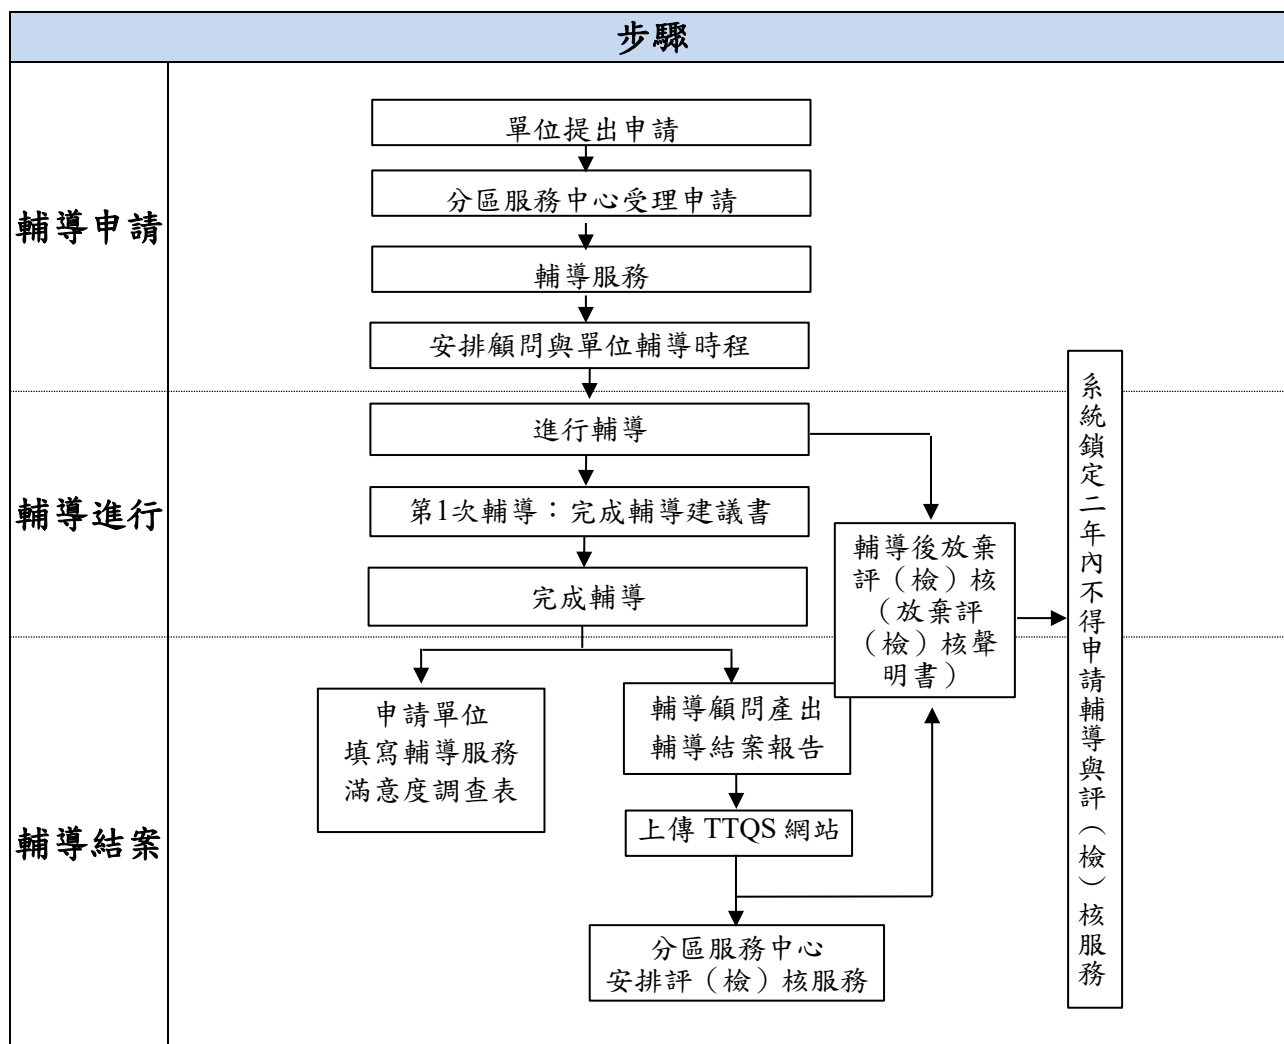 步驟
輔導申請
單位提出申請
分區服務中心受理申請
輔導服務
安排顧問與單位輔導時程
輔導進行
進行輔導
第1次輔導：完成輔導建議書
完成輔導
輔導後放棄
評（檢）核
（放棄評
（檢）核聲
明書）
系統鎖定二年內不得申請輔導與評（檢）核服務
輔導結案
申請單位
填寫輔導服務
滿意度調查表
輔導顧問產出
輔導結案報告
上傳 TTQS 網站
分區服務中心
安排評（檢）核服務